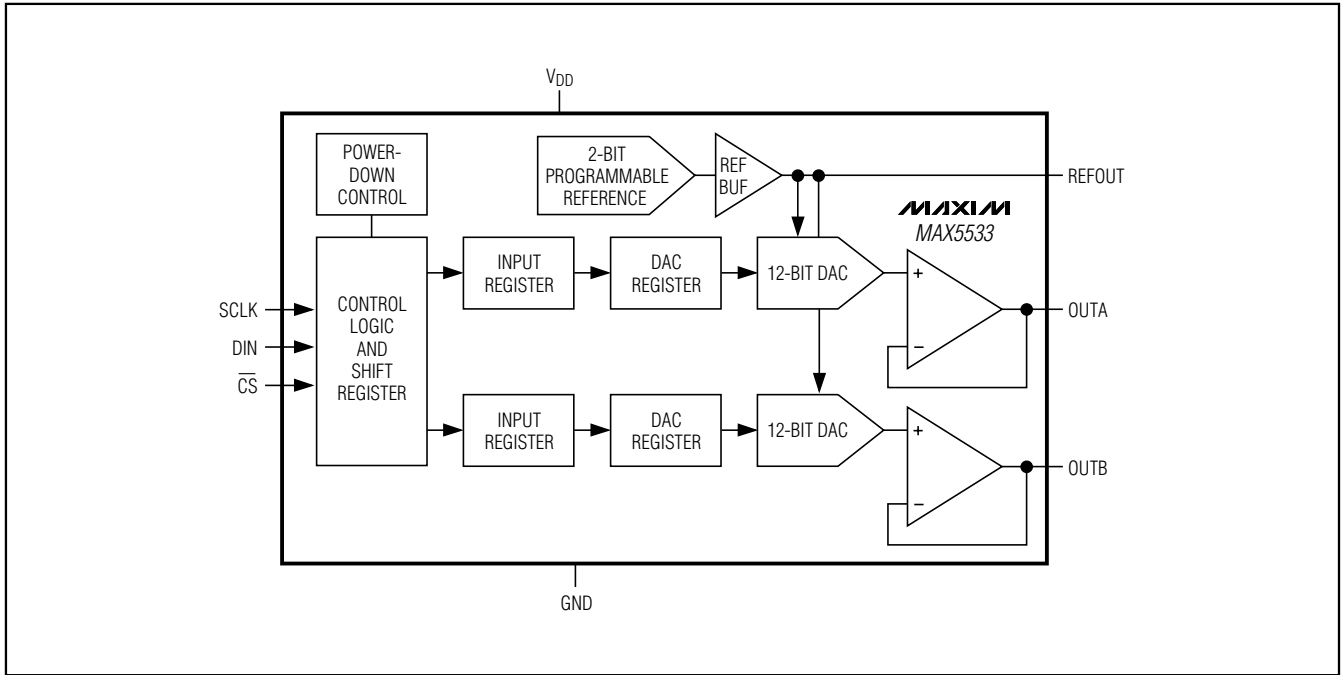 VDD
POWER-
DOWN
CONTROL
2-BIT
PROGRAMMABLE
REFERENCE
REF
BUF
REFOUT
MAXIM
MAX5533
CONTROL
LOGIC
AND
SHIFT
REGISTER
INPUT
REGISTER
DAC
REGISTER
12-BIT DAC
+
−
SCLK
DIN
CS
OUTA
INPUT
REGISTER
DAC
REGISTER
12-BIT DAC
+
−
OUTB
GND